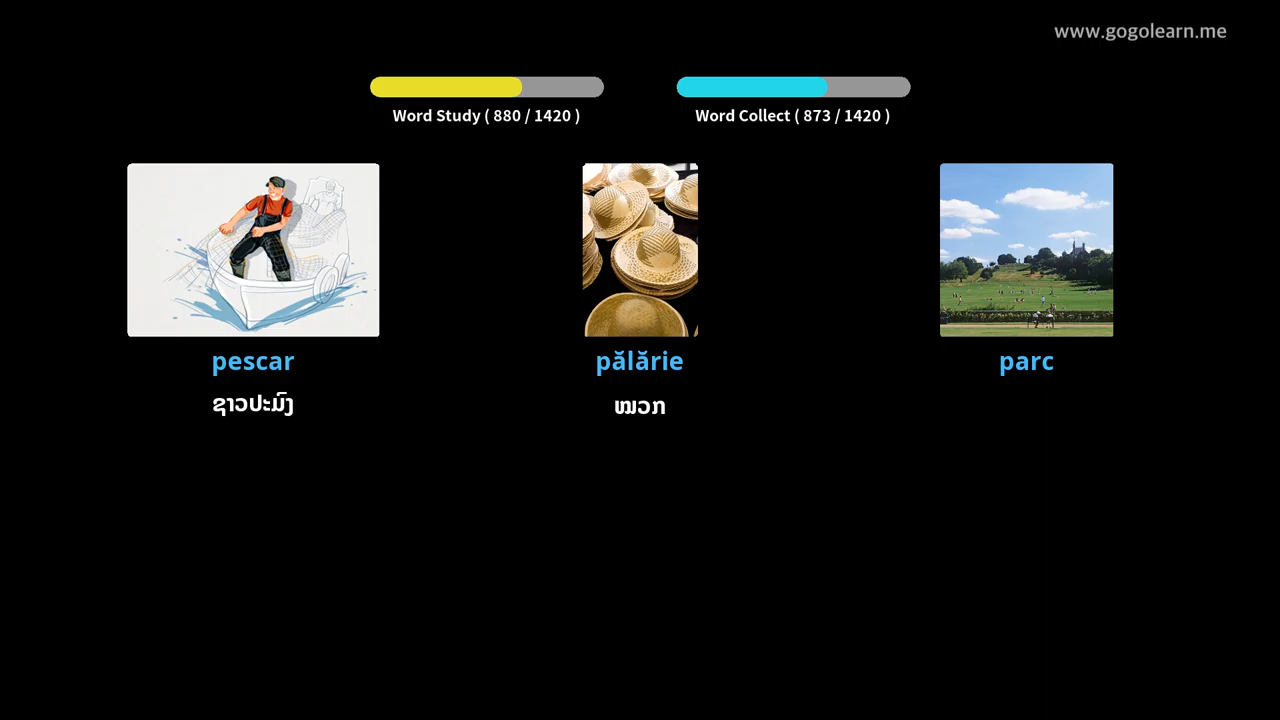 www.gogolearn.me
Word Study ( 880 / 1420 )
Word Collect ( 873 / 1420 )
pescar
pălărie
parc
ຊາວປະມົງ
ໝວກ